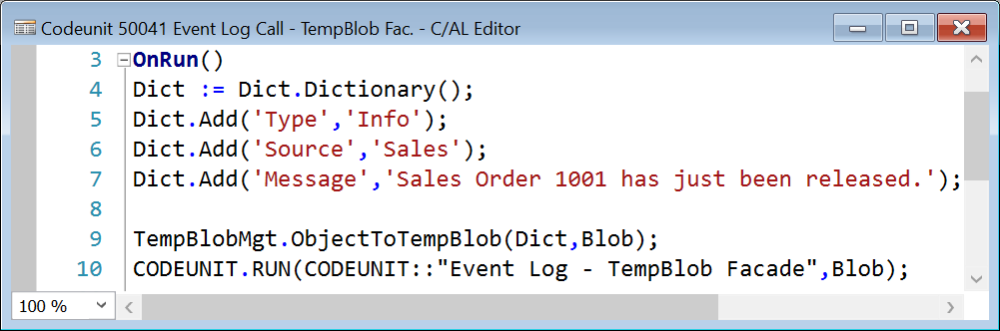 Codeunit 50041 Event Log Call - TempBlob Fac. - C/AL Editor
3 OnRun()
4 Dict := Dict.Dictionary();
5 Dict.Add('Type','Info');
6 Dict.Add('Source','Sales');
7 Dict.Add('Message','Sales Order 1001 has just been released.');
8
9 TempBlobMgt.ObjectToTempBlob(Dict,Blob);
10 CODEUNIT.RUN(CODEUNIT::"Event Log - TempBlob Facade",Blob);
100 %